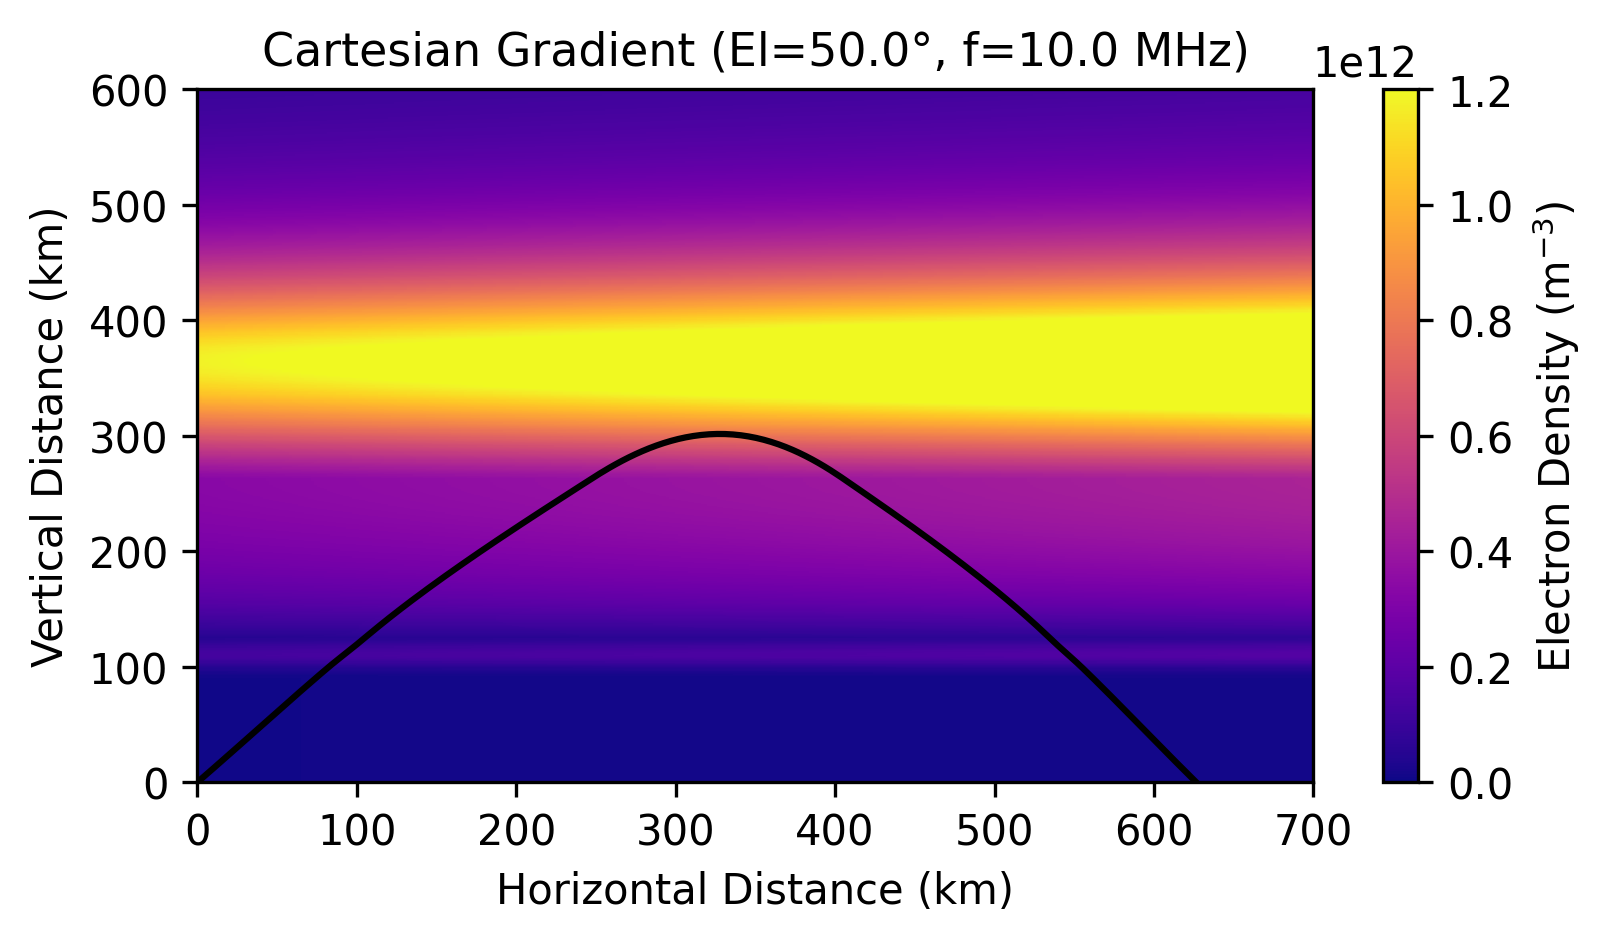 Cartesian Gradient (El=50.0°, f=10.0 MHz)
1e12
600
500
400
300
200
100
0
Vertical Distance (km)
0 100 200 300 400 500 600 700
Horizontal Distance (km)
1.2
1.0
0.8
0.6
0.4
0.2
0.0
Electron Density (m⁻³)